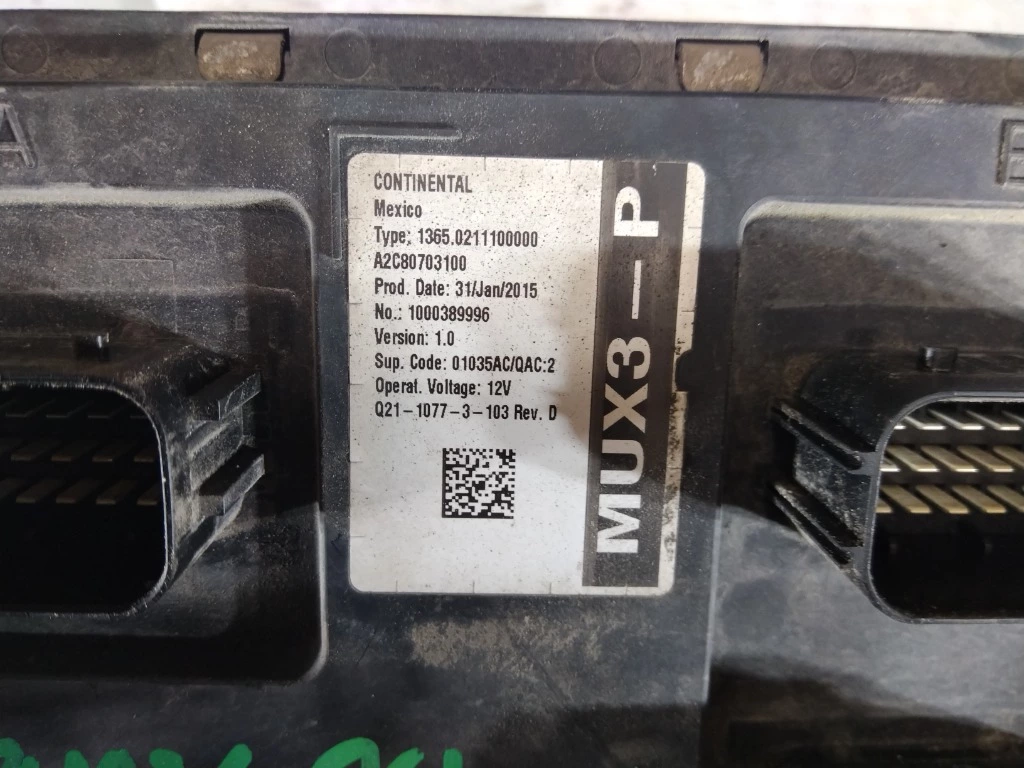 A
CONTINENTAL
Mexico
Type; 1365.0211100000
A2C80703100
Prod. Date: 31/Jan/2015
No.: 1000389996
Version: 1.0
Sup. Code: 01035AC/QAC:2
Operat. Voltage: 12V
Q21-1077-3-103 Rev. D
MUX3-P